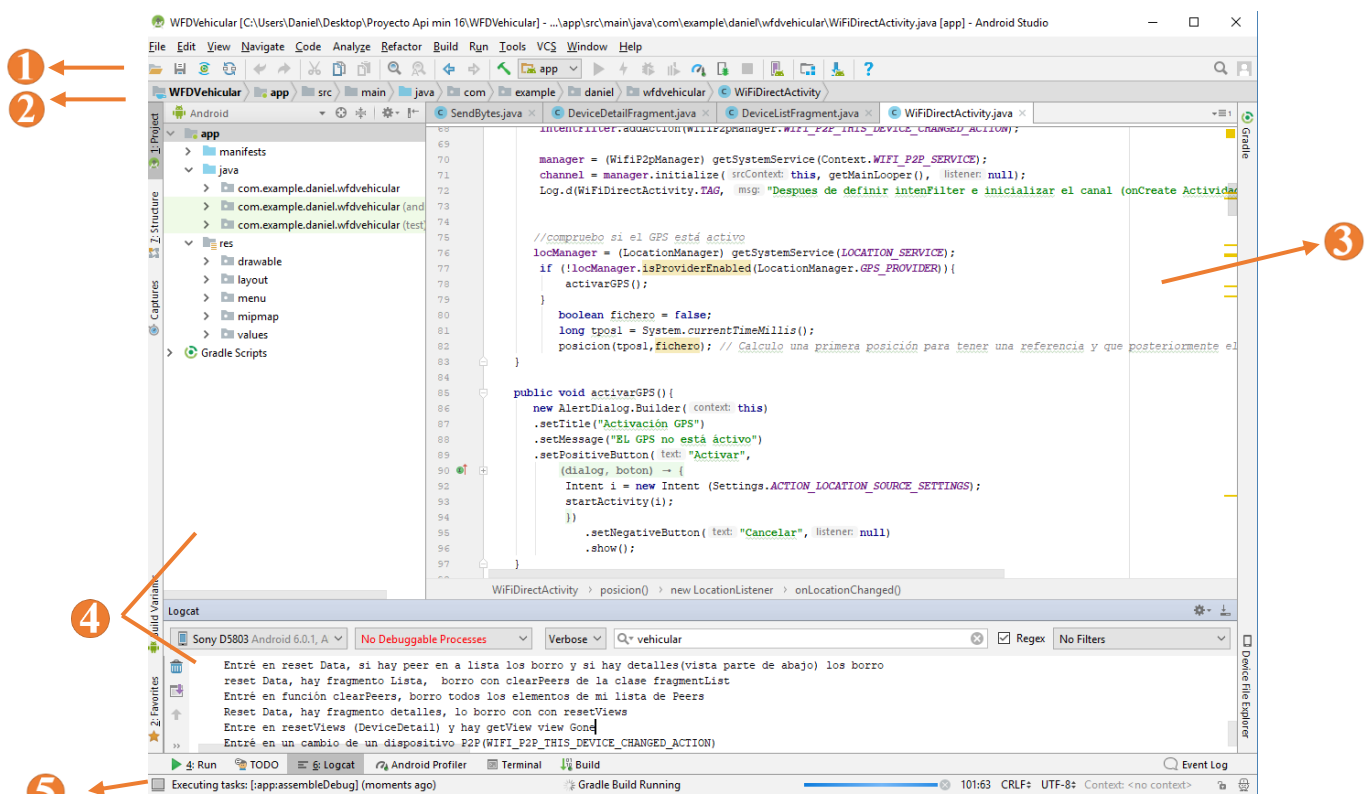 WFDVehicular [C:\Users\Daniel\Desktop\Proyecto Api min 16\WFDVehicular] - ...\app\src\main\java\com\example\daniel\wfdvehicular\WiFiDirectActivity.java [app] - Android Studio
File Edit View Navigate Code Analyze Refactor Build Run Tools VCS Window Help
1
app
2
WFDVehicular app src main java com example daniel wfdvehicular WiFiDirectActivity
Android
SendBytes.java DeviceDetailFragment.java DeviceListFragment.java WiFiDirectActivity.java
1: Project
Z: Structure
Captures
Build Variants
2: Favorites
Gradle
Device File Explorer
app
manifests
java
com.example.daniel.wfdvehicular
com.example.daniel.wfdvehicular (and
com.example.daniel.wfdvehicular (test)
res
drawable
layout
menu
mipmap
values
Gradle Scripts
68 intentFilter.addAction(WifiP2pManager.WIFI_P2P_THIS_DEVICE_CHANGED_ACTION);
69
70 manager = (WifiP2pManager) getSystemService(Context.WIFI_P2P_SERVICE);
71 channel = manager.initialize( srcContext: this, getMainLooper(), listener: null);
72 Log.d(WiFiDirectActivity.TAG, msg: "Despues de definir intenFilter e inicializar el canal (onCreate Actividad
73
74
75 //compruebo si el GPS está activo
76 locManager = (LocationManager) getSystemService(LOCATION_SERVICE);
77 if (!locManager.isProviderEnabled(LocationManager.GPS_PROVIDER)){
78 activarGPS();
79 }
80 boolean fichero = false;
81 long tpos1 = System.currentTimeMillis();
82 posicion(tpos1,fichero); // Calculo una primera posición para tener una referencia y que posteriormente el
83 }
84
85 public void activarGPS(){
86 new AlertDialog.Builder( context: this)
87 .setTitle("Activación GPS")
88 .setMessage("EL GPS no está áctivo")
89 .setPositiveButton( text: "Activar",
90 (dialog, boton) → {
92 Intent i = new Intent (Settings.ACTION_LOCATION_SOURCE_SETTINGS);
93 startActivity(i);
94 })
95 .setNegativeButton( text: "Cancelar", listener: null)
96 .show();
97 }
3
WiFiDirectActivity › posicion() › new LocationListener › onLocationChanged()
4
Logcat
Sony D5803 Android 6.0.1, A No Debuggable Processes Verbose vehicular Regex No Filters
Entré en reset Data, si hay peer en a lista los borro y si hay detalles(vista parte de abajo) los borro
reset Data, hay fragmento Lista, borro con clearPeers de la clase fragmentList
Entré en función clearPeers, borro todos los elementos de mi lista de Peers
Reset Data, hay fragmento detalles, lo borro con con resetViews
Entre en resetViews (DeviceDetail) y hay getView view Gone
Entré en un cambio de un dispositivo P2P(WIFI_P2P_THIS_DEVICE_CHANGED_ACTION)
4: Run TODO 6: Logcat Android Profiler Terminal Build Event Log
5
Executing tasks: [:app:assembleDebug] (moments ago) Gradle Build Running 101:63 CRLF UTF-8 Context: <no context>